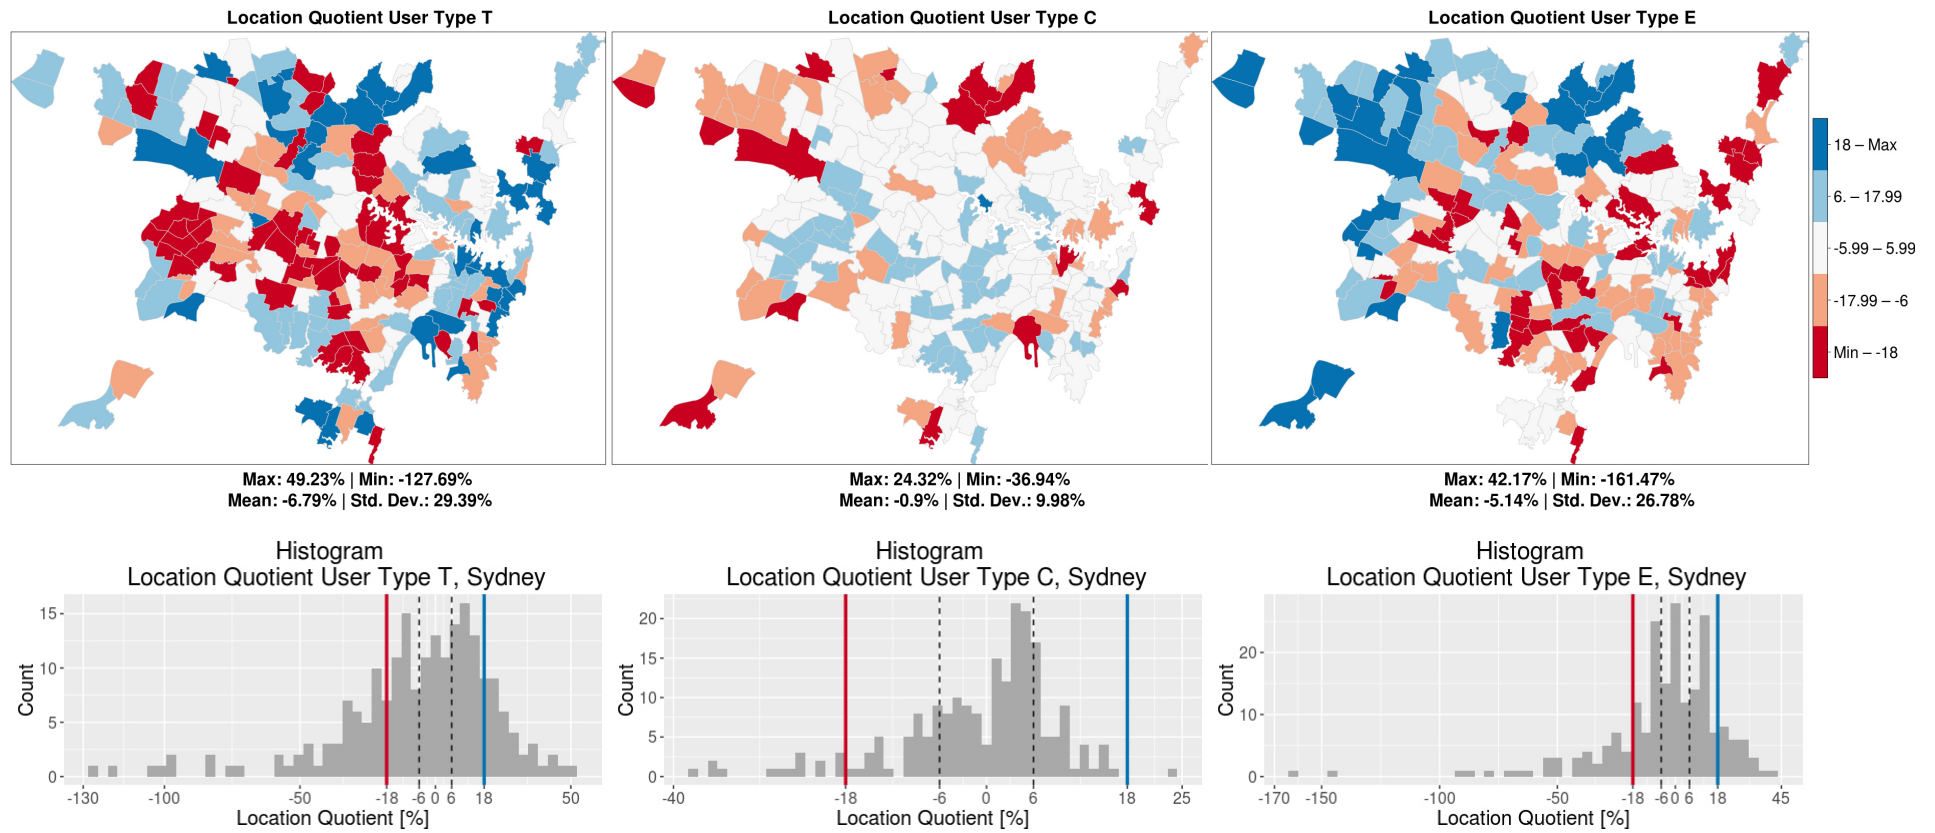 Location Quotient User Type T
Location Quotient User Type C
Location Quotient User Type E
18 – Max
6. – 17.99
-5.99 – 5.99
-17.99 – -6
Min – -18
Max: 49.23% | Min: -127.69%
Mean: -6.79% | Std. Dev.: 29.39%
Max: 24.32% | Min: -36.94%
Mean: -0.9% | Std. Dev.: 9.98%
Max: 42.17% | Min: -161.47%
Mean: -5.14% | Std. Dev.: 26.78%
Histogram
Location Quotient User Type T, Sydney
Count
15
10
5
0
-130 -100 -50 -18 -6 0 6 18 50
Location Quotient [%]
Histogram
Location Quotient User Type C, Sydney
Count
20
15
10
5
0
-40 -18 -6 0 6 18 25
Location Quotient [%]
Histogram
Location Quotient User Type E, Sydney
Count
20
10
0
-170 -150 -100 -50 -18 -6 0 6 18 45
Location Quotient [%]